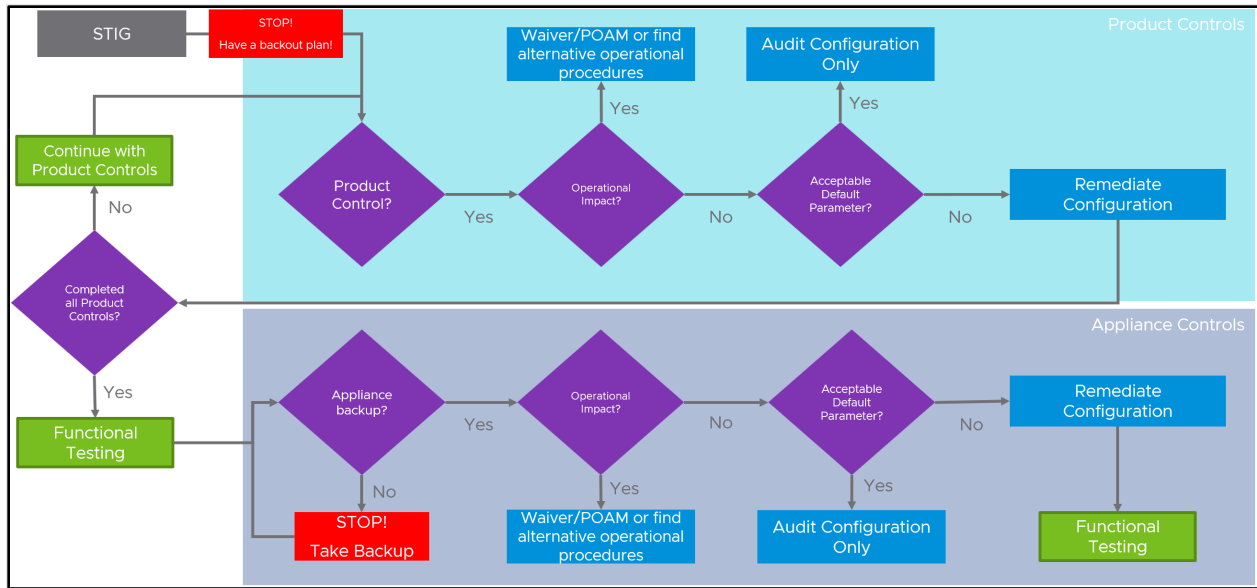 STIG
STOP!
Have a backout plan!
Product Controls
Waiver/POAM or find
alternative operational
procedures
Audit Configuration
Only
Yes
Yes
Continue with
Product Controls
Product
Control?
Operational
Impact?
Acceptable
Default
Parameter?
Remediate
Configuration
No
Yes
No
No
Completed
all Product
Controls?
Appliance Controls
Yes
Appliance
backup?
Operational
Impact?
Acceptable
Default
Parameter?
Remediate
Configuration
Functional
Testing
Yes
No
No
No
Yes
Yes
STOP!
Take Backup
Waiver/POAM or find
alternative operational
procedures
Audit Configuration
Only
Functional
Testing